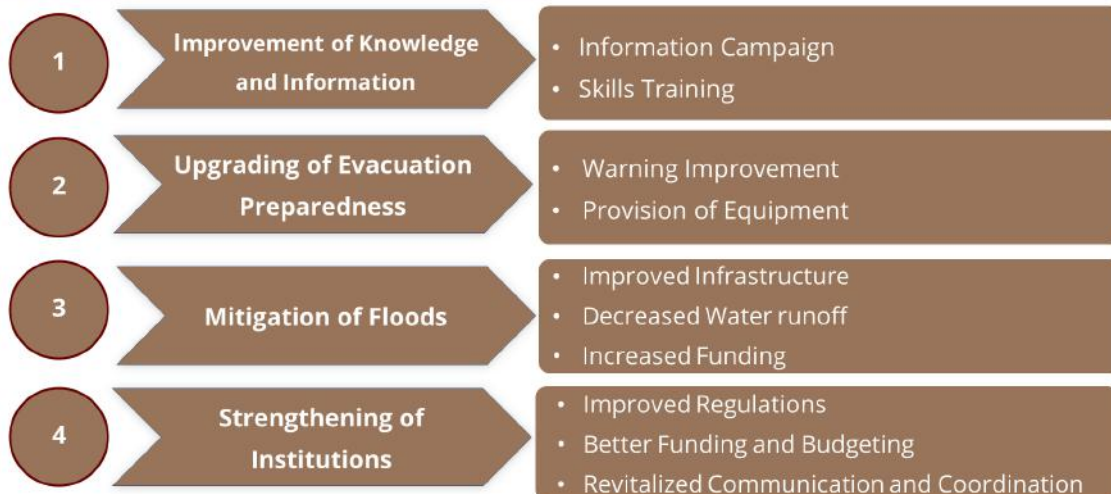 1
Improvement of Knowledge
and Information
• Information Campaign
• Skills Training
2
Upgrading of Evacuation
Preparedness
• Warning Improvement
• Provision of Equipment
3
Mitigation of Floods
• Improved Infrastructure
• Decreased Water runoff
• Increased Funding
4
Strengthening of
Institutions
• Improved Regulations
• Better Funding and Budgeting
• Revitalized Communication and Coordination